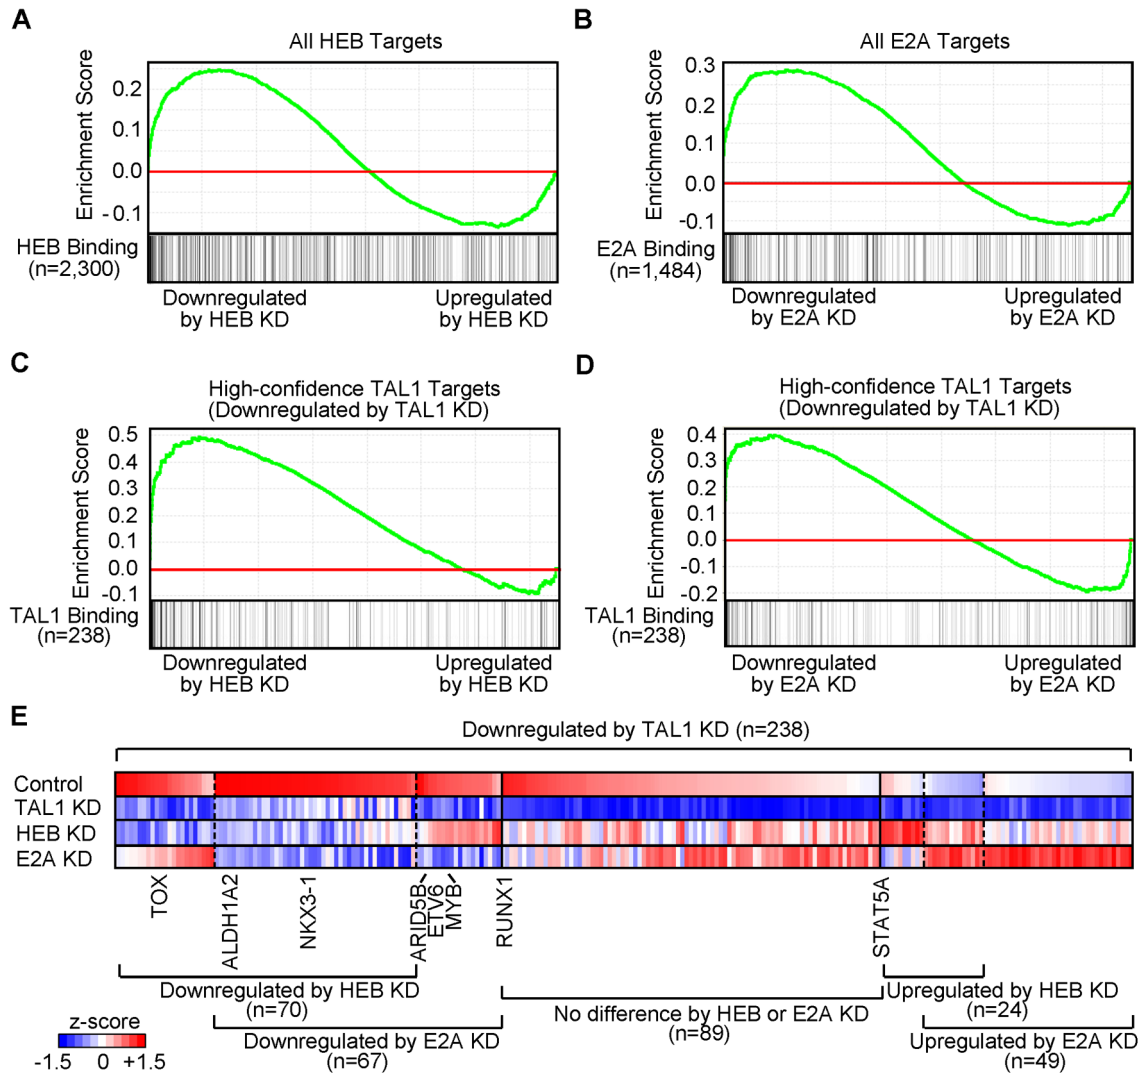 A
All HEB Targets
Enrichment Score
0.2
0.1
0.0
-0.1
HEB Binding
(n=2,300)
Downregulated
by HEB KD
Upregulated
by HEB KD
B
All E2A Targets
Enrichment Score
0.3
0.2
0.1
0.0
-0.1
E2A Binding
(n=1,484)
Downregulated
by E2A KD
Upregulated
by E2A KD
C
High-confidence TAL1 Targets
(Downregulated by TAL1 KD)
Enrichment Score
0.5
0.4
0.3
0.2
0.1
0.0
-0.1
TAL1 Binding
(n=238)
Downregulated
by HEB KD
Upregulated
by HEB KD
D
High-confidence TAL1 Targets
(Downregulated by TAL1 KD)
Enrichment Score
0.4
0.3
0.2
0.1
0.0
-0.1
-0.2
TAL1 Binding
(n=238)
Downregulated
by E2A KD
Upregulated
by E2A KD
E
Downregulated by TAL1 KD (n=238)
Control
TAL1 KD
HEB KD
E2A KD
TOX
ALDH1A2
NKX3-1
ARID5B
ETV6
MYB
RUNX1
STAT5A
Downregulated by HEB KD
(n=70)
Downregulated by E2A KD
(n=67)
No difference by HEB or E2A KD
(n=89)
Upregulated by HEB KD
(n=24)
Upregulated by E2A KD
(n=49)
z-score
-1.5 0 +1.5